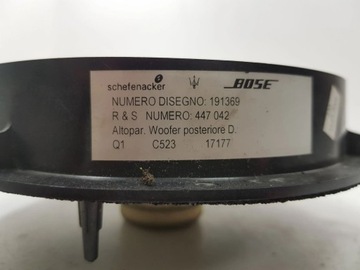 schefenacker BOSE
NUMERO DISEGNO: 191369
R & S NUMERO: 447 042
Altopar. Woofer posteriore D.
Q1 C523 17177